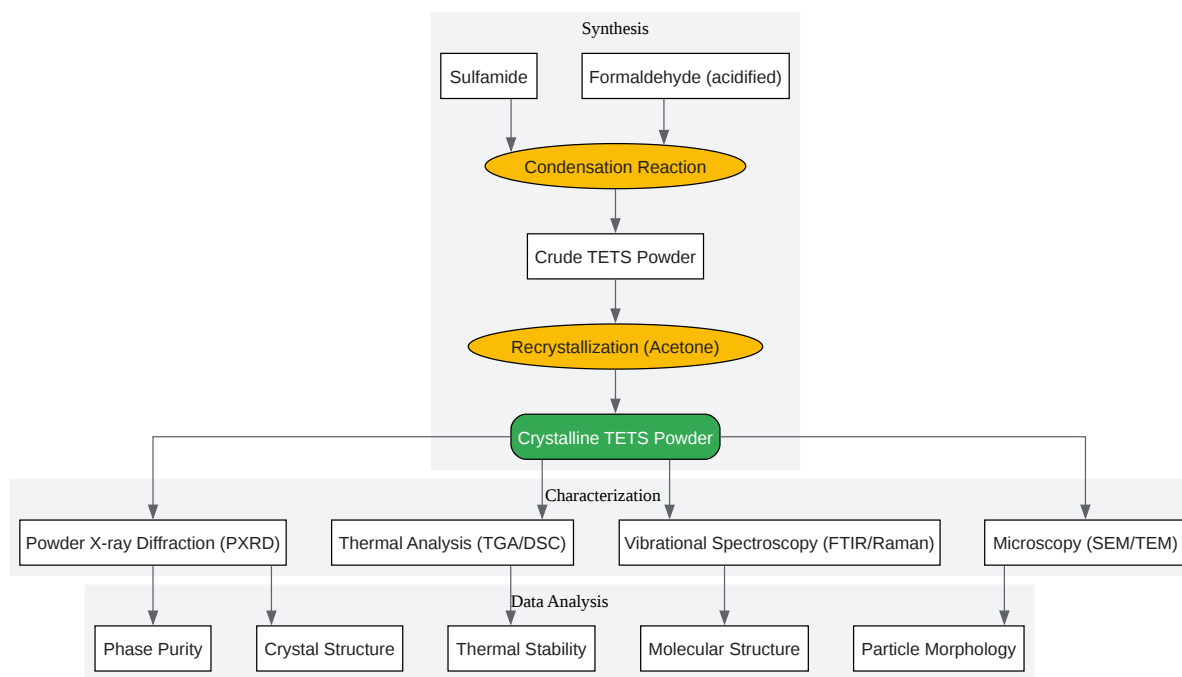 Synthesis
Sulfamide
Formaldehyde (acidified)
Condensation Reaction
Crude TETS Powder
Recrystallization (Acetone)
Crystalline TETS Powder
Characterization
Powder X-ray Diffraction (PXRD)
Thermal Analysis (TGA/DSC)
Vibrational Spectroscopy (FTIR/Raman)
Microscopy (SEM/TEM)
Data Analysis
Phase Purity
Crystal Structure
Thermal Stability
Molecular Structure
Particle Morphology